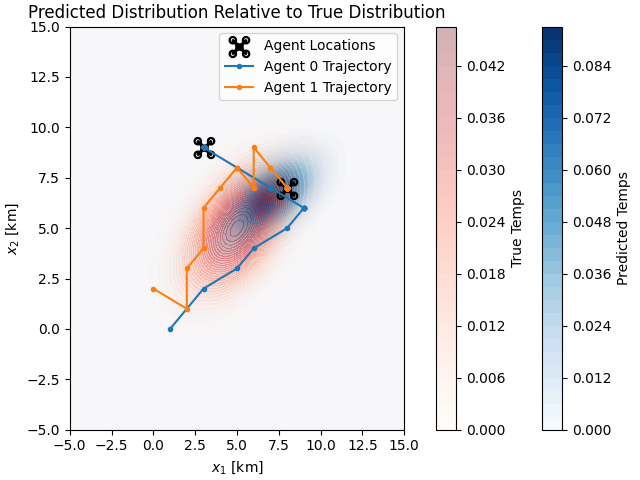 Predicted Distribution Relative to True Distribution
Agent Locations
Agent 0 Trajectory
Agent 1 Trajectory
15.0
12.5
10.0
7.5
5.0
2.5
0.0
−2.5
−5.0
x₂ [km]
−5.0 −2.5 0.0 2.5 5.0 7.5 10.0 12.5 15.0
x₁ [km]
0.042
0.036
0.030
0.024
0.018
0.012
0.006
0.000
True Temps
0.084
0.072
0.060
0.048
0.036
0.024
0.012
0.000
Predicted Temps